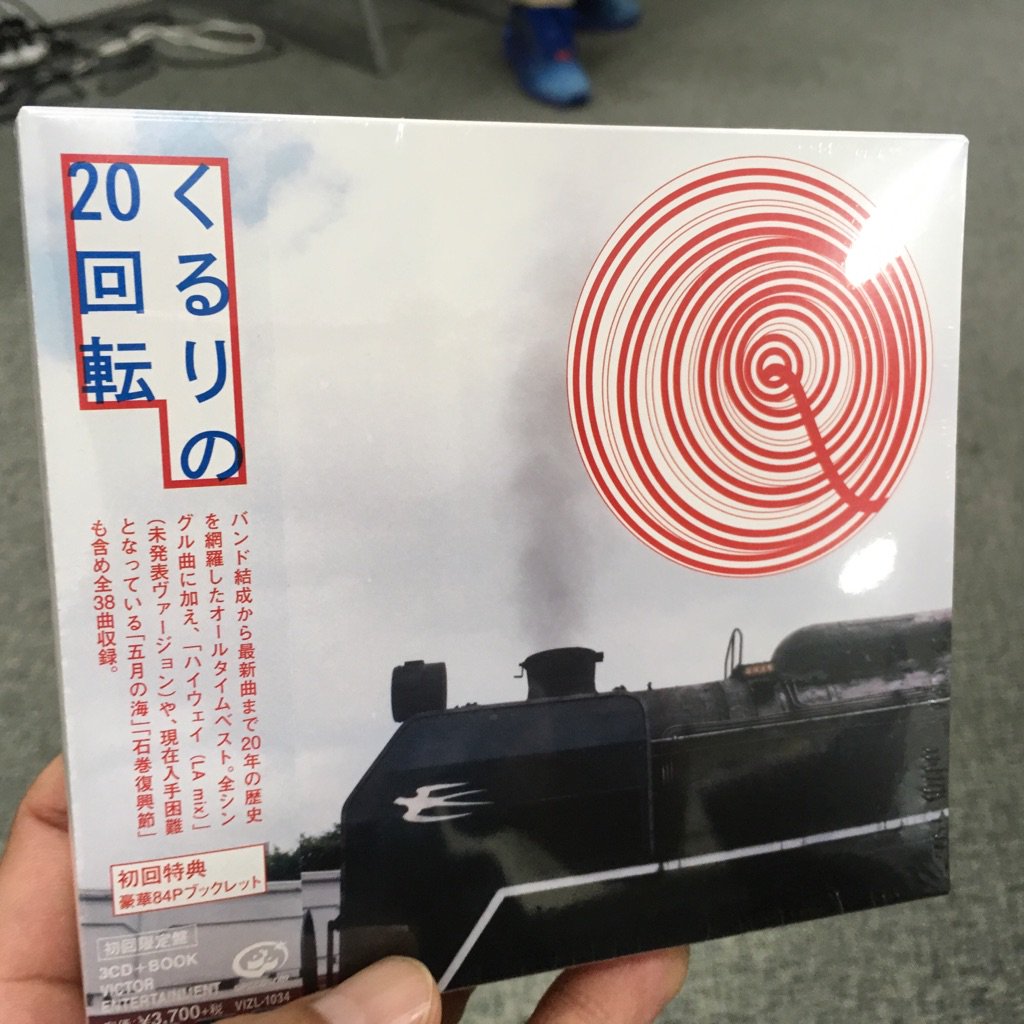 くるりの
20回転
バンド結成から最新曲まで20年の歴史
を網羅したオールタイムベスト。全シン
グル曲に加え、「ハイウェイ (LA mix)」
(未発表ヴァージョン)や、現在入手困難
となっている「五月の海」「石巻復興節」
も含め全38曲収録。
初回特典
豪華84Pブックレット
初回限定盤
3CD+BOOK
VICTOR
ENTERTAINMENT
¥3,700+税
VIZL-1034